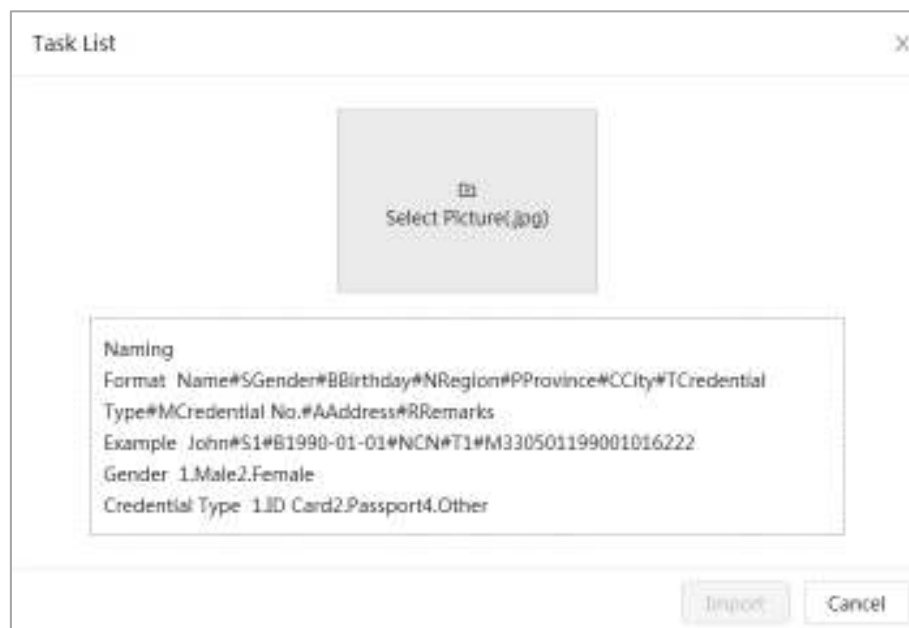 Task List
X
Select Picture(.jpg)
Naming
Format Name#SGender#BBirthday#NRegion#PProvince#CCity#TCredential
Type#MCredential No.#AAddress#RRemarks
Example John#S1#B1990-01-01#NCN#T1#M330501199001016222
Gender 1.Male2.Female
Credential Type 1.ID Card2.Passport4.Other
Import
Cancel